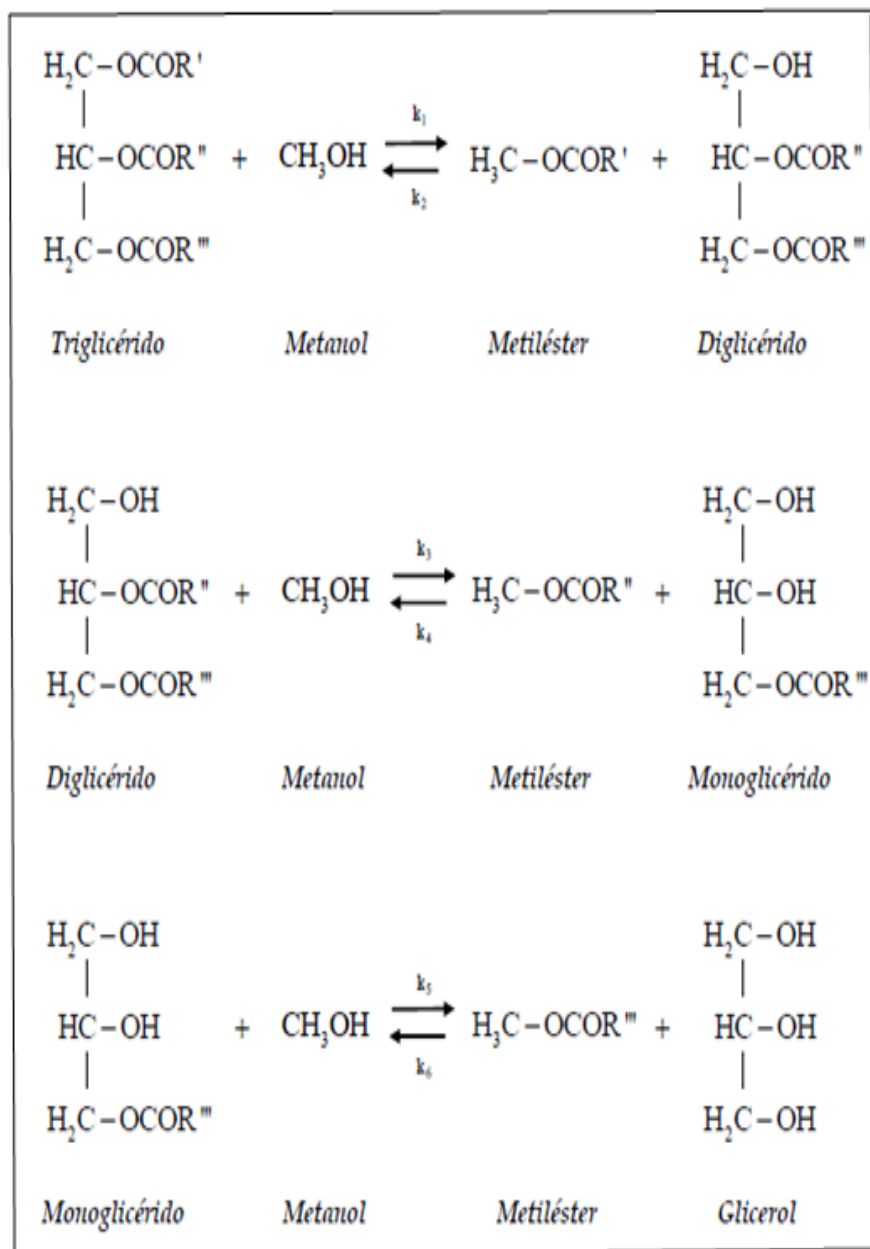 H₂C–OCOR' H₂C–OH
k₁
HC–OCOR" + CH₃OH H₃C–OCOR' + HC–OCOR"
k₂
H₂C–OCOR''' H₂C–OCOR'''
Triglicérido Metanol Metiléster Diglicérido
H₂C–OH H₂C–OH
k₃
HC–OCOR" + CH₃OH H₃C–OCOR" + HC–OH
k₄
H₂C–OCOR''' H₂C–OCOR'''
Diglicérido Metanol Metiléster Monoglicérido
H₂C–OH H₂C–OH
k₅
HC–OH + CH₃OH H₃C–OCOR''' + HC–OH
k₆
H₂C–OCOR''' H₂C–OH
Monoglicérido Metanol Metiléster Glicerol